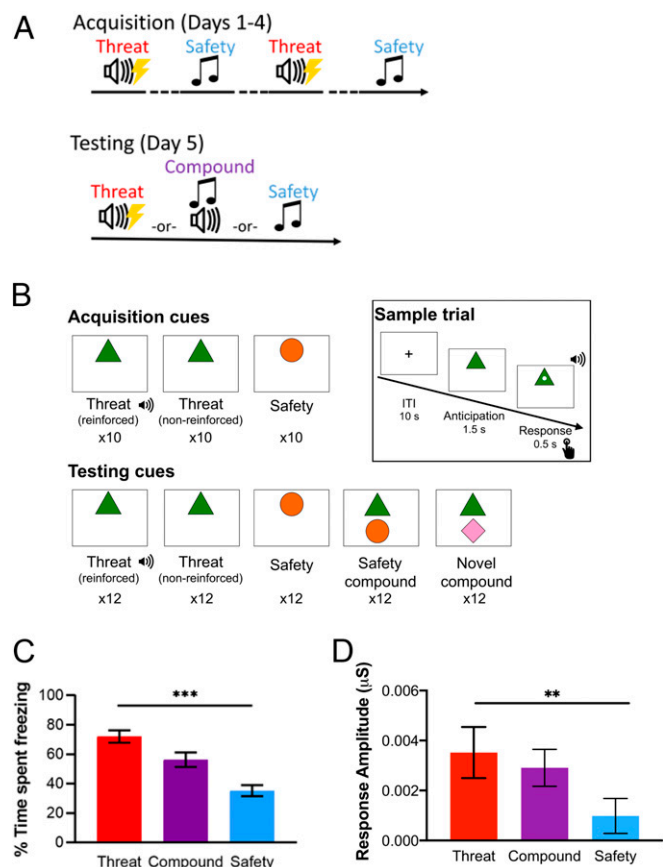 A
Acquisition (Days 1-4)
Threat Safety Threat Safety
Testing (Day 5)
Compound
Threat Safety
-or- -or-
B
Acquisition cues
Threat Threat Safety
(reinforced) (non-reinforced)
x10 x10 x10
Sample trial
+
ITI
10 s
Anticipation
1.5 s
Response
0.5 s
Testing cues
Threat Threat Safety Safety Novel
(reinforced) (non-reinforced) compound compound
x12 x12 x12 x12 x12
C
% Time spent freezing
100
80
60
40
20
0
***
Threat Compound Safety
D
Response Amplitude (µS)
0.006
0.004
0.002
0.000
**
Threat Compound Safety